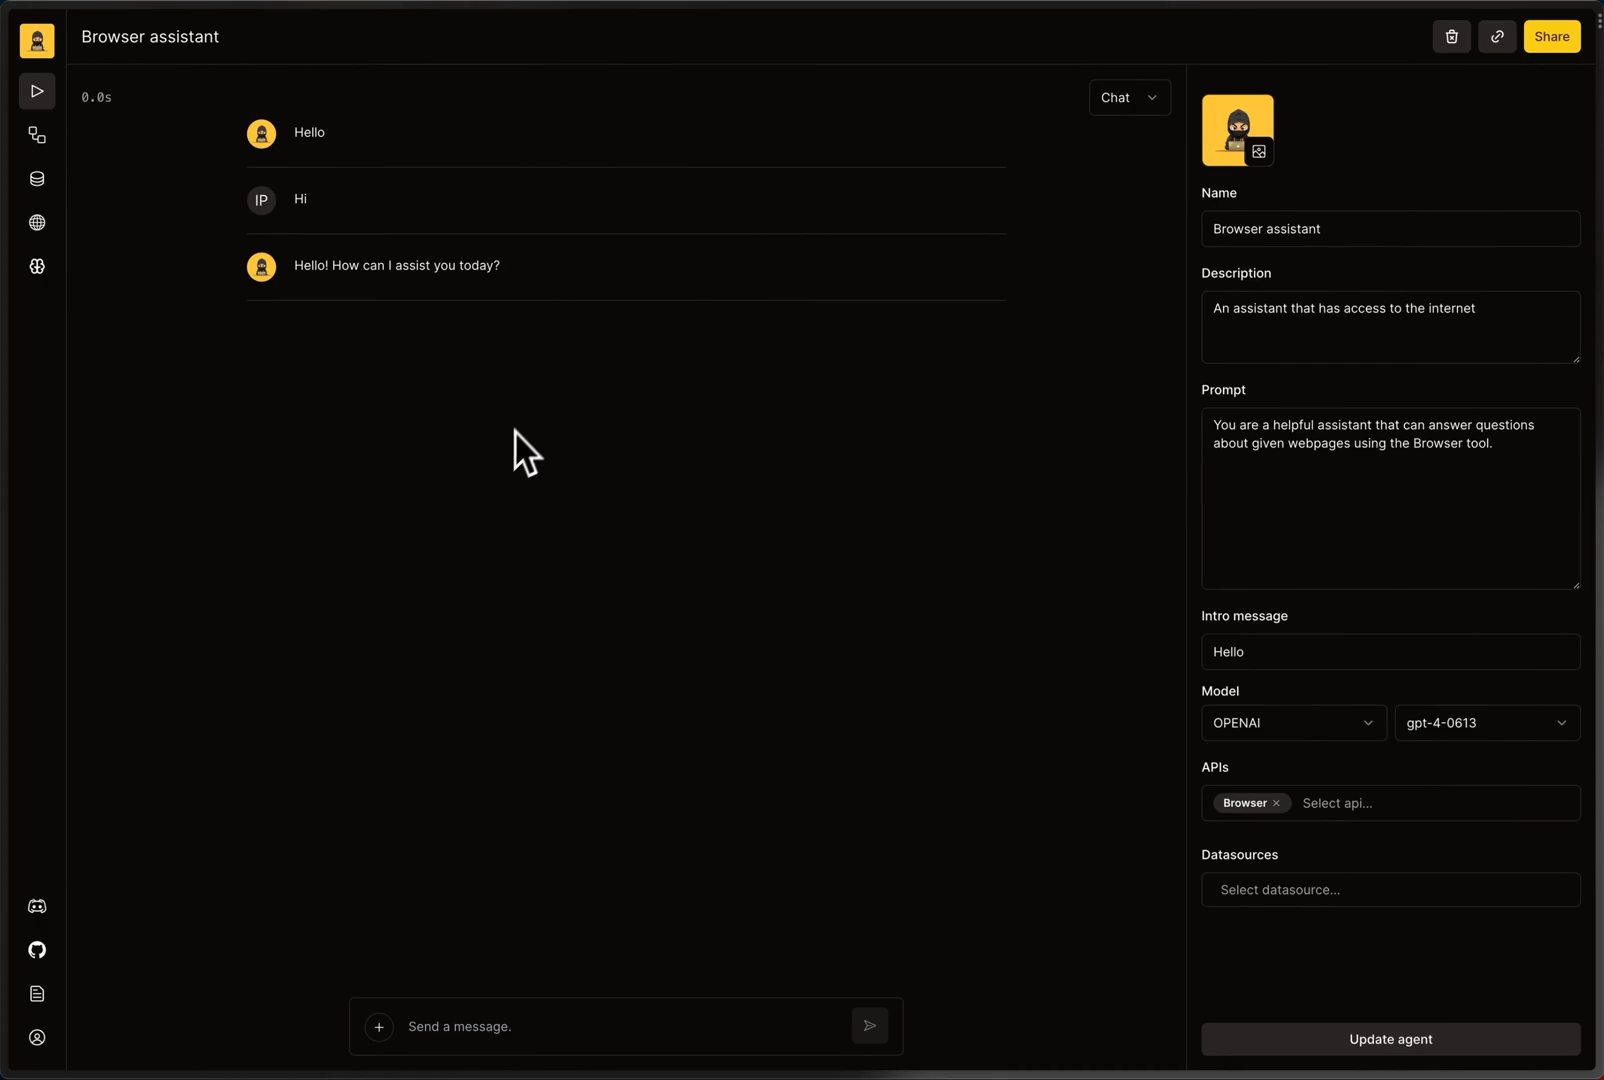 Browser assistant
Share
0.0s
Chat
Hello
IP
Hi
Hello! How can I assist you today?
Send a message.
Name
Browser assistant
Description
An assistant that has access to the internet
Prompt
You are a helpful assistant that can answer questions
about given webpages using the Browser tool.
Intro message
Hello
Model
OPENAI
gpt-4-0613
APIs
Browser
Select api...
Datasources
Select datasource...
Update agent